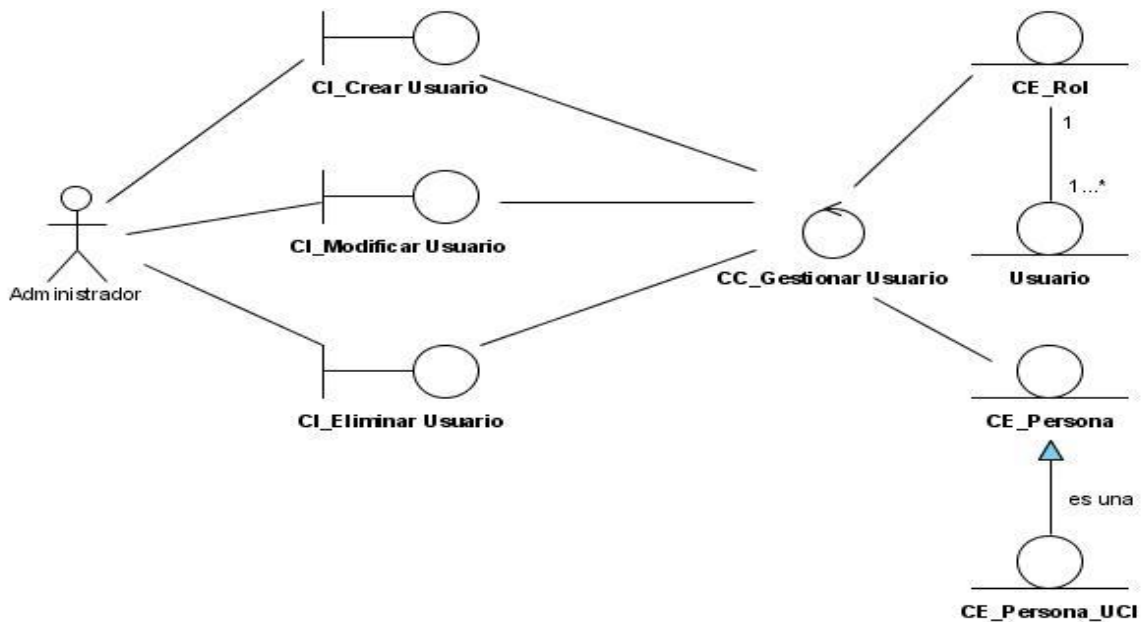 CI_Crear Usuario
CE_Rol
1
1...*
CI_Modificar Usuario
Administrador
CC_Gestionar Usuario
Usuario
CI_Eliminar Usuario
CE_Persona
es una
CE_Persona_UCI